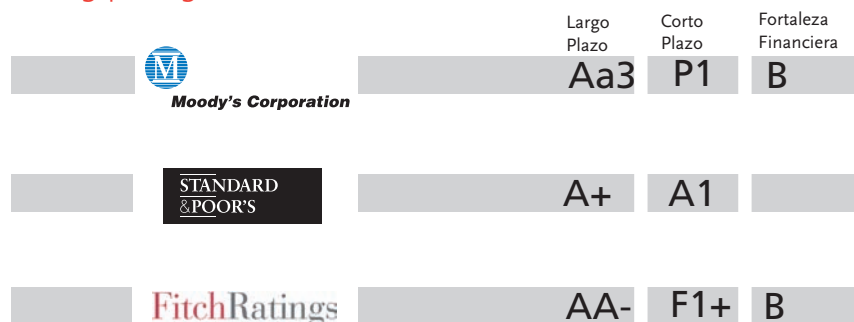 Largo Plazo
Corto Plazo
Fortaleza Financiera
M
Moody's Corporation
Aa3 P1 B
STANDARD
&POOR'S
A+ A1
FitchRatings AA- F1+ B